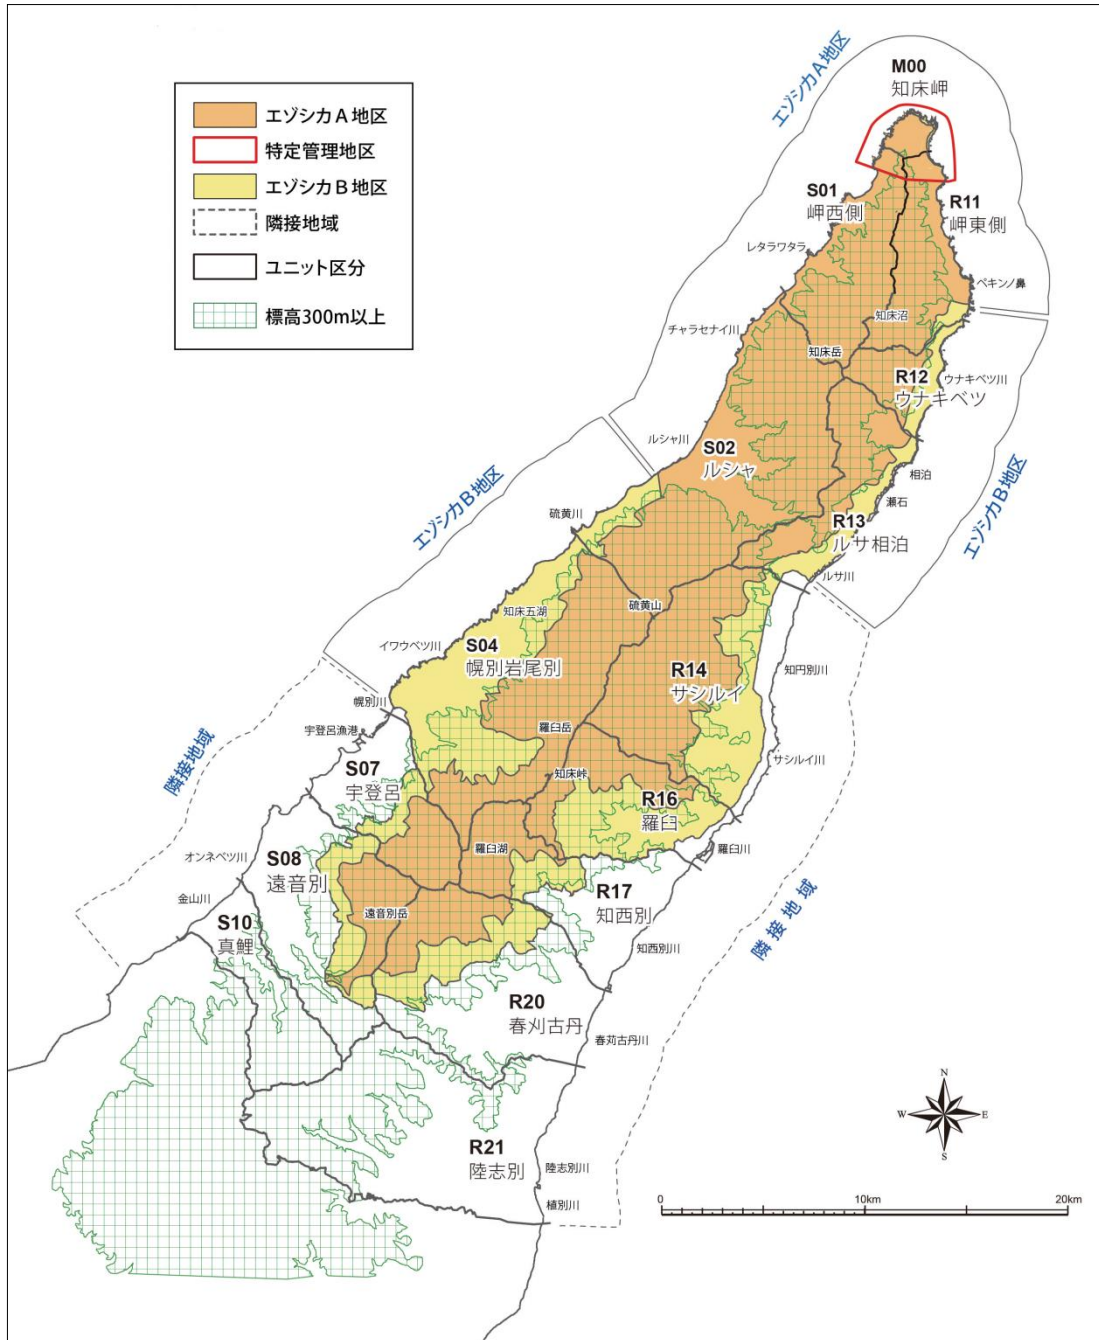 エゾシカA地区
特定管理地区
エゾシカB地区
隣接地域
ユニット区分
標高300m以上
エゾシカA地区
M00
知床岬
S01
岬西側
R11
岬東側
レタラワタラ
ペキンノ鼻
チャラセナイ川
知床沼
知床岳
R12
ウナキベツ
ウナキベツ川
ルシャ川
S02
ルシャ
エゾシカB地区
相泊
瀬石
エゾシカB地区
硫黄川
R13
ルサ相泊
ルサ川
知床五湖
硫黄山
イワウベツ川
S04
幌別岩尾別
R14
サシルイ
知円別川
幌別川
宇登呂漁港
羅臼岳
隣接地域
知床峠
サシルイ川
S07
宇登呂
R16
羅臼
羅臼湖
羅臼川
オンネベツ川
S08
遠音別
R17
知西別
隣接地域
金山川
遠音別岳
S10
真鯉
知西別川
R20
春刈古丹
春苅古丹川
R21
陸志別
陸志別川
植別川
N
W
E
S
0
10km
20km